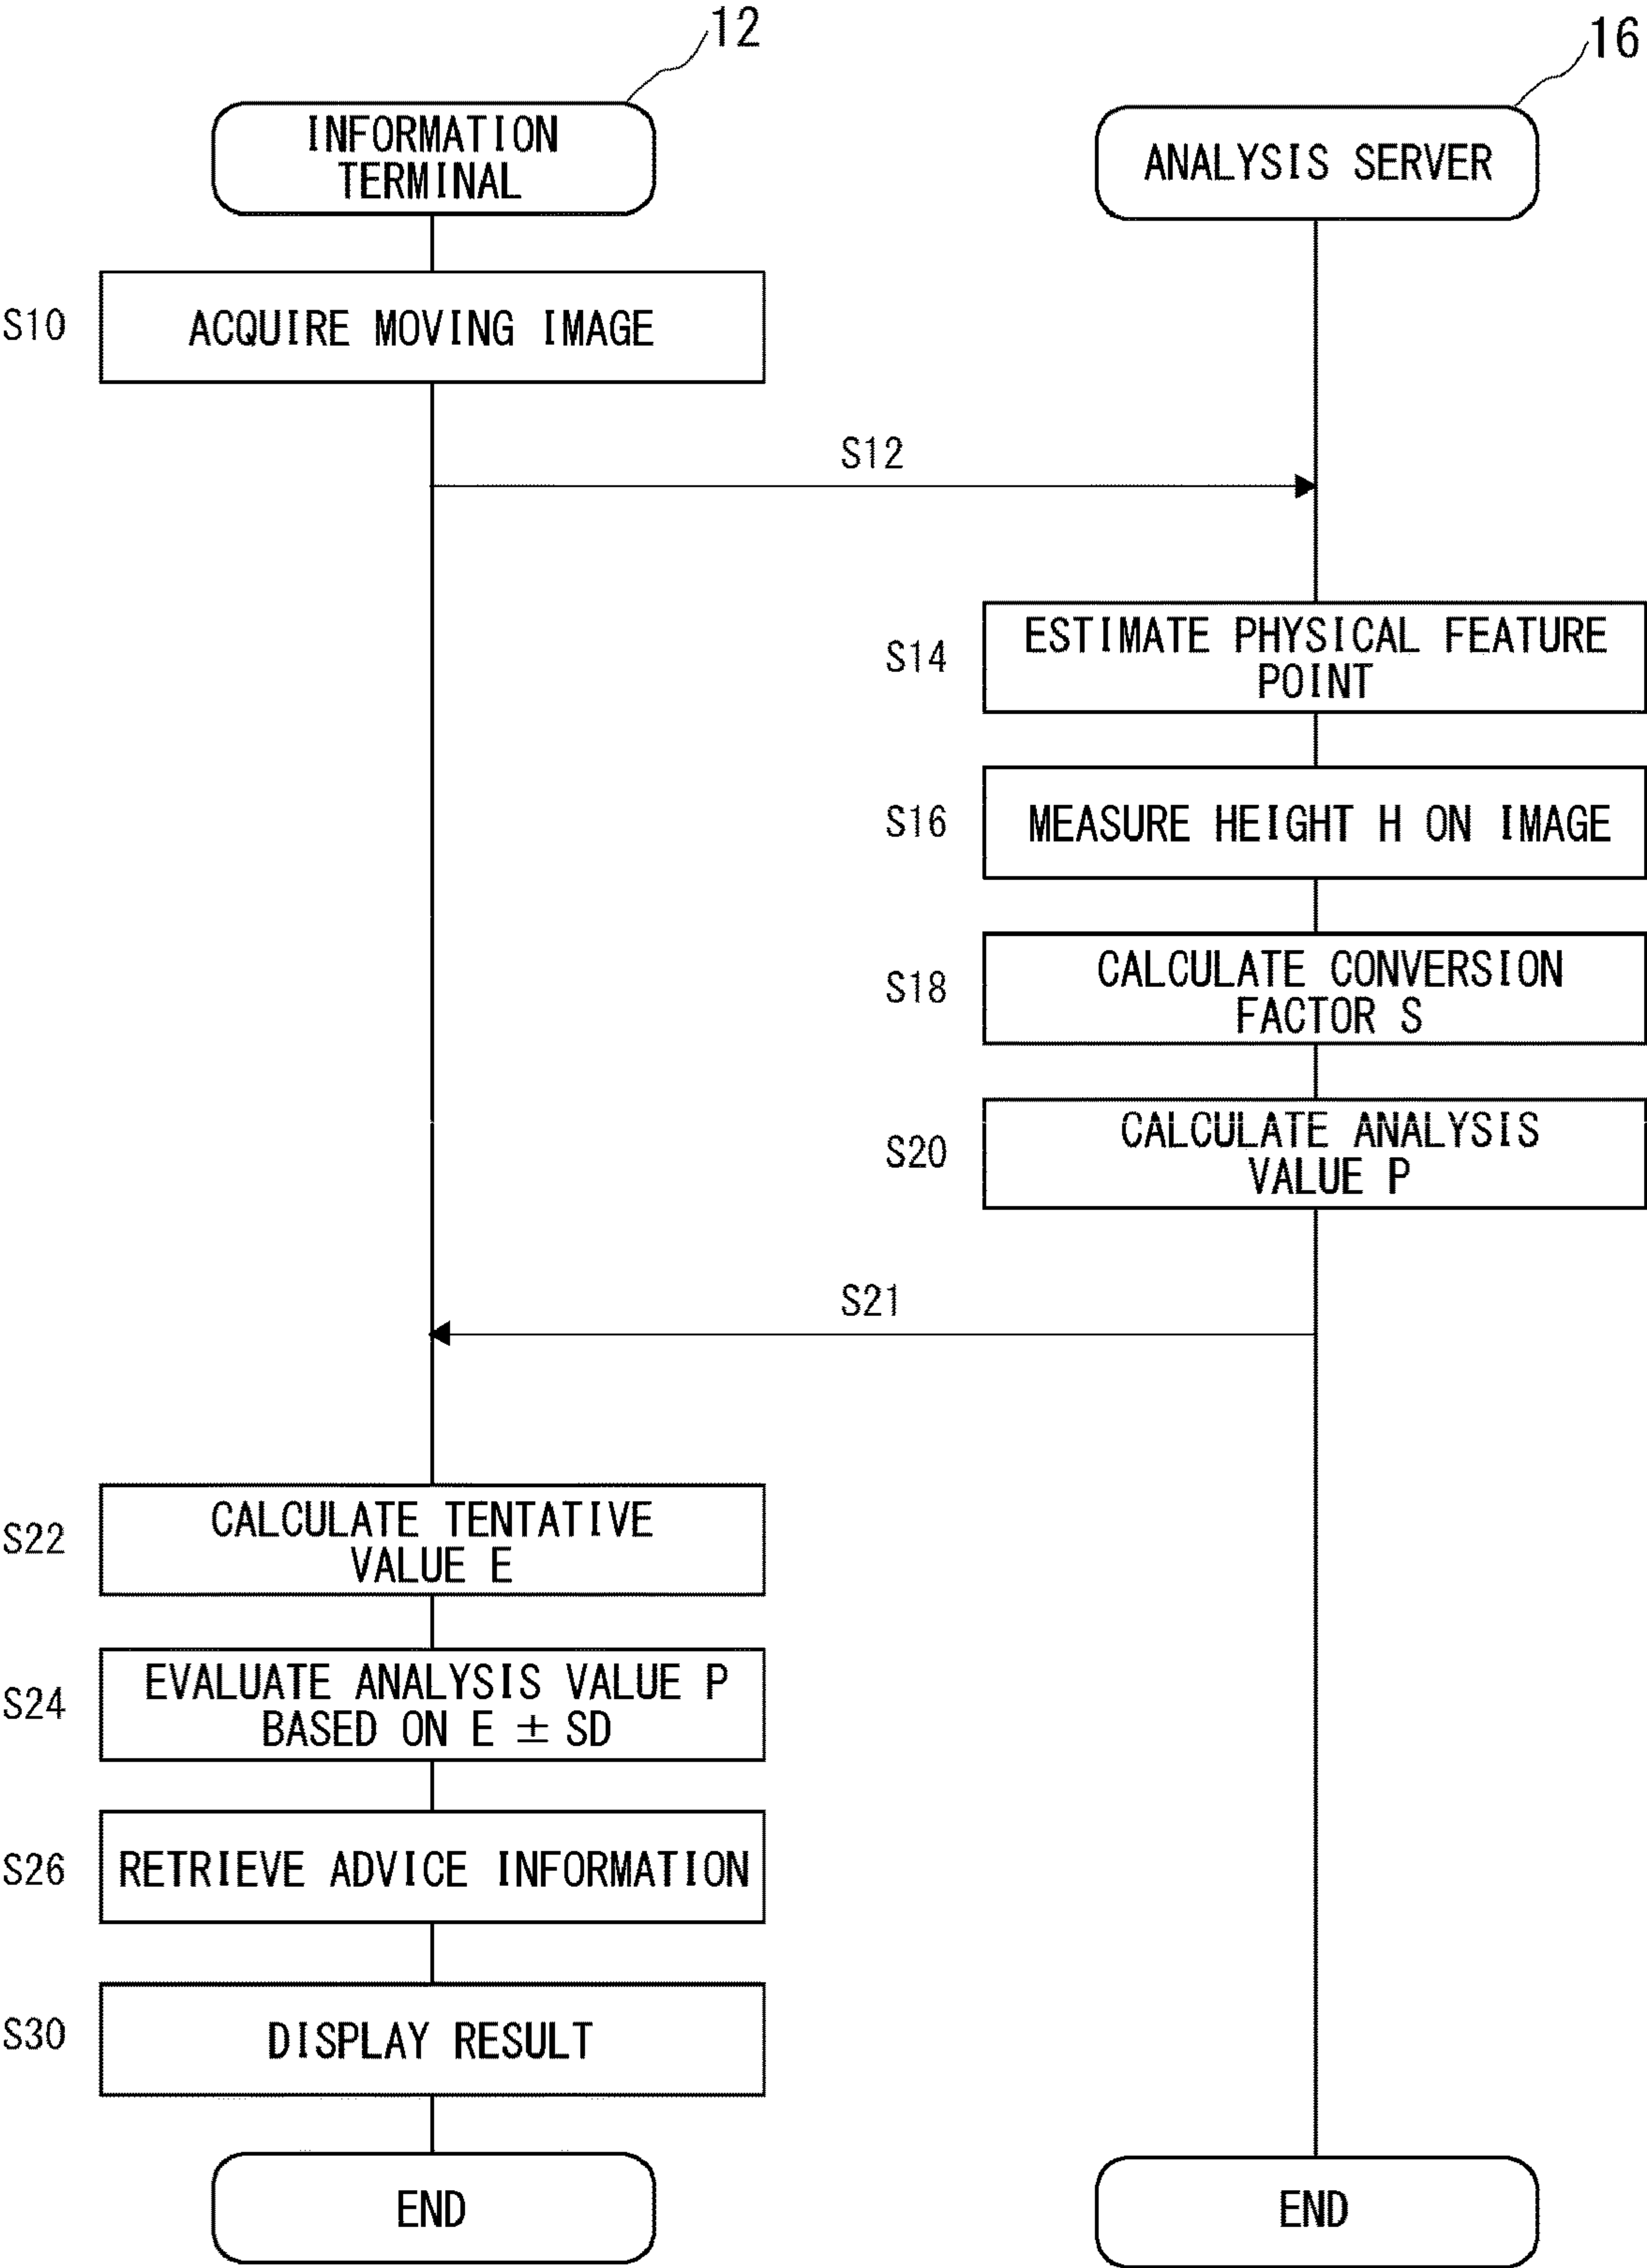 12
16
INFORMATION
TERMINAL
ANALYSIS SERVER
S10
ACQUIRE MOVING IMAGE
S12
S14
ESTIMATE PHYSICAL FEATURE
POINT
S16
MEASURE HEIGHT H ON IMAGE
S18
CALCULATE CONVERSION
FACTOR S
S20
CALCULATE ANALYSIS
VALUE P
S21
S22
CALCULATE TENTATIVE
VALUE E
S24
EVALUATE ANALYSIS VALUE P
BASED ON E ± SD
S26
RETRIEVE ADVICE INFORMATION
S30
DISPLAY RESULT
END
END